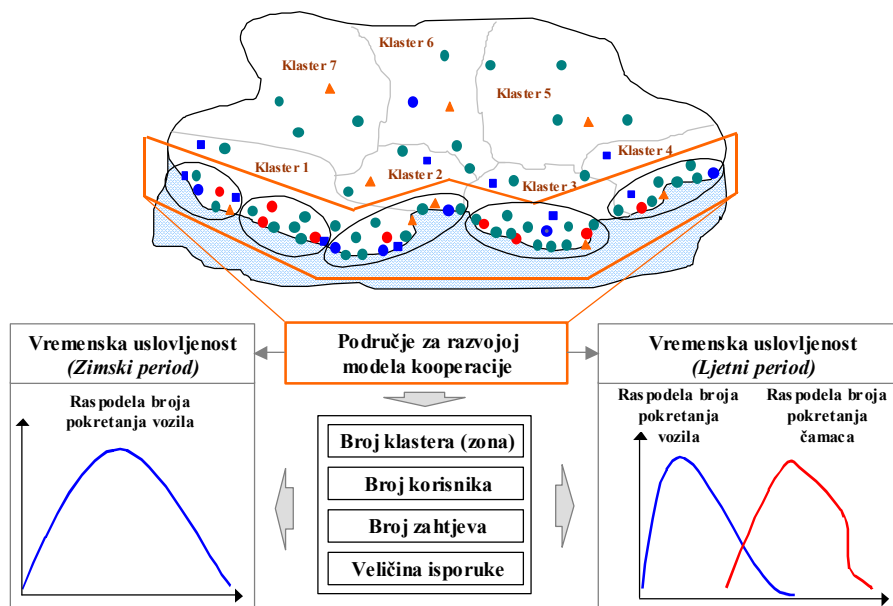 Klaster 6
Klaster 7
Klaster 5
Klaster 4
Klaster 1
Klaster 2
Klaster 3
Vremenska uslovljenost
(Zimski period)
Raspodela broja
pokretanja vozila
Područje za razvojoj
modela kooperacije
Broj klastera (zona)
Broj korisnika
Broj zahtjeva
Veličina isporuke
Vremenska uslovljenost
(Ljetni period)
Raspodela broja
pokretanja
vozila
Raspodela broja
pokretanja
čamaca